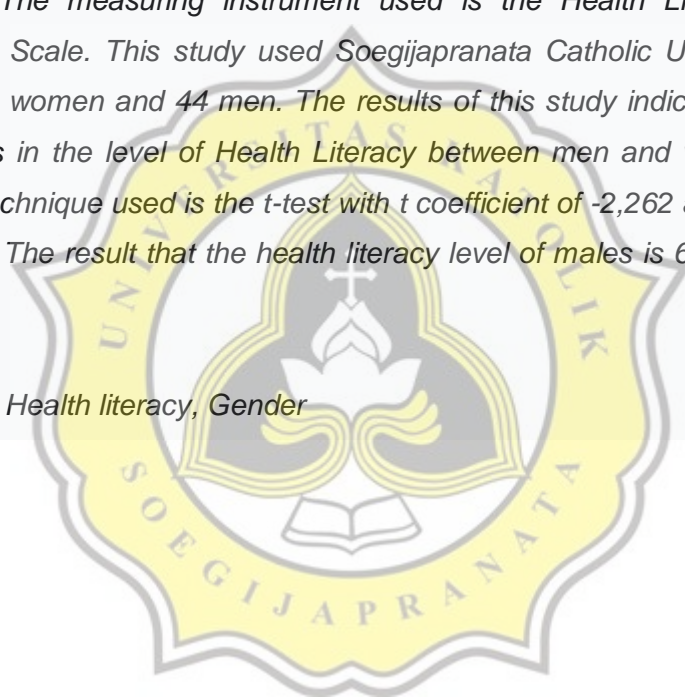 The measuring instrument used is the Health Li
Scale. This study used Soegijapranata Catholic U
women and 44 men. The results of this study indic
s in the level of Health Literacy between men and
chnique used is the t-test with t coefficient of -2,262
The result that the health literacy level of males is 6
Health literacy, Gender
UNIVERSITAS KATOLIK
SOEGIJAPRANATA